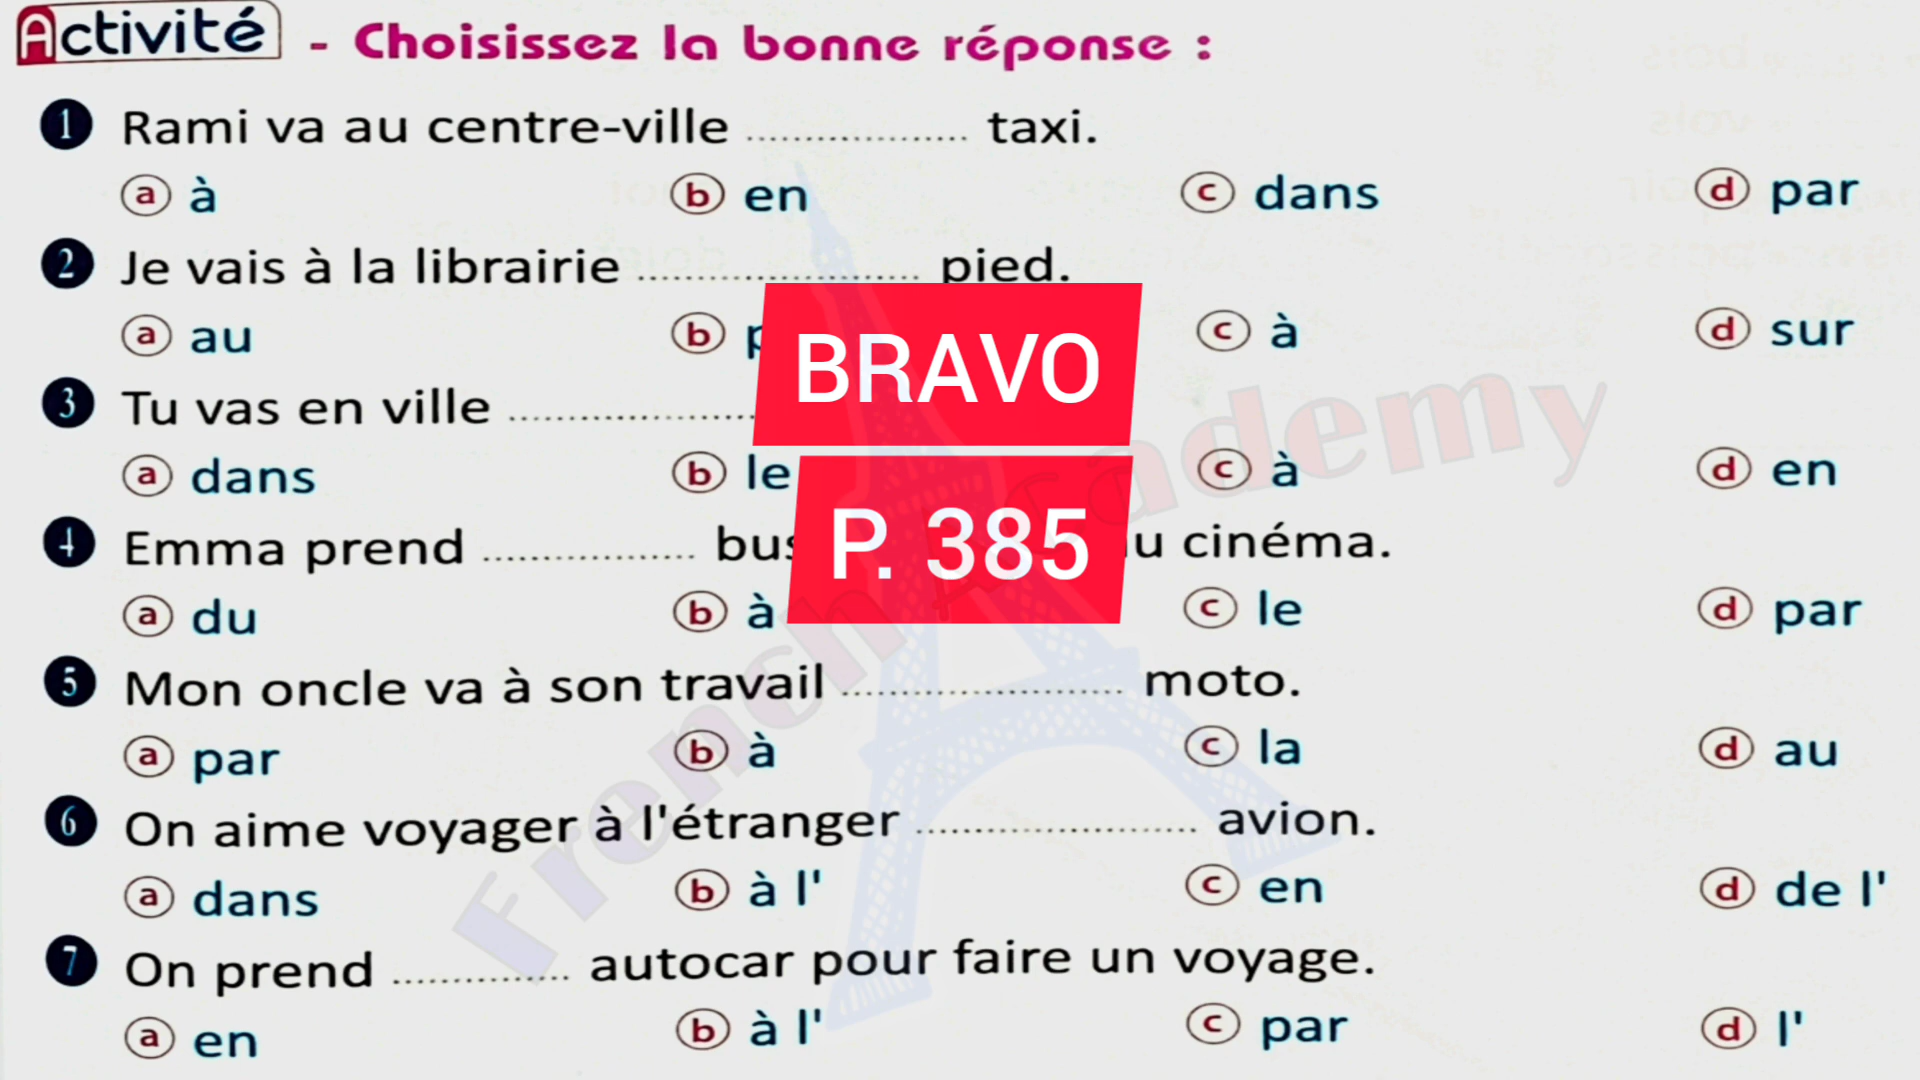 Activité - Choisissez la bonne réponse :
1 Rami va au centre-ville .................. taxi.
a à b en c dans d par
2 Je vais à la librairie .................. pied.
a au b c à d sur
3 Tu vas en ville ..................
a dans b le c à d en
4 Emma prend .................. cinéma.
a du b à c le d par
5 Mon oncle va à son travail .................. moto.
a par b à c la d au
6 On aime voyager à l'étranger .................. avion.
a dans b à l' c en d de l'
7 On prend .................. autocar pour faire un voyage.
a en b à l' c par d l'
BRAVO
P. 385
French Academy